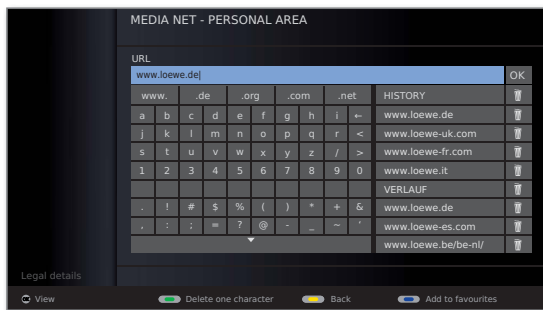 MEDIA NET - PERSONAL AREA
URL
www.loewe.de
OK
www. .de .org .com .net HISTORY
a b c d e f g h i ← www.loewe.de
j k l m n o p q r < www.loewe-uk.com
s t u v w x y z / > www.loewe-fr.com
1 2 3 4 5 6 7 8 9 0 www.loewe.it
VERLAUF
. ! # $ % ( ) * + & www.loewe.de
, : ; = ? @ - _ ~ ' www.loewe-es.com
www.loewe.be/be-nl/
Legal details
View Delete one character Back Add to favourites